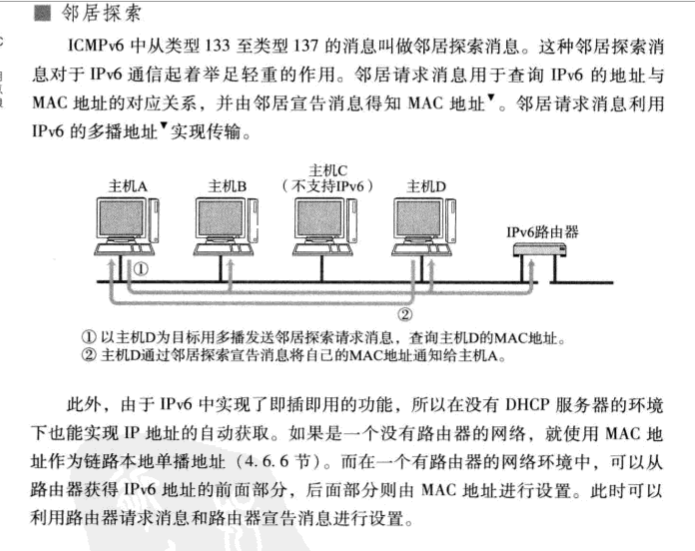 ■ 邻居探索
ICMPv6 中从类型 133 至类型 137 的消息叫做邻居探索消息。这种邻居探索消
息对于 IPv6 通信起着举足轻重的作用。邻居请求消息用于查询 IPv6 的地址与
MAC 地址的对应关系，并由邻居宣告消息得知 MAC 地址▼。邻居请求消息利用
IPv6 的多播地址▼实现传输。
主机A 主机B 主机C 主机D
（不支持IPv6）
IPv6路由器
①
②
① 以主机D为目标用多播发送邻居探索请求消息，查询主机D的MAC地址。
② 主机D通过邻居探索宣告消息将自己的MAC地址通知给主机A。
此外，由于 IPv6 中实现了即插即用的功能，所以在没有 DHCP 服务器的环境
下也能实现 IP 地址的自动获取。如果是一个没有路由器的网络，就使用 MAC 地
址作为链路本地单播地址（4.6.6 节）。而在一个有路由器的网络环境中，可以从
路由器获得 IPv6 地址的前面部分，后面部分则由 MAC 地址进行设置。此时可以
利用路由器请求消息和路由器宣告消息进行设置。